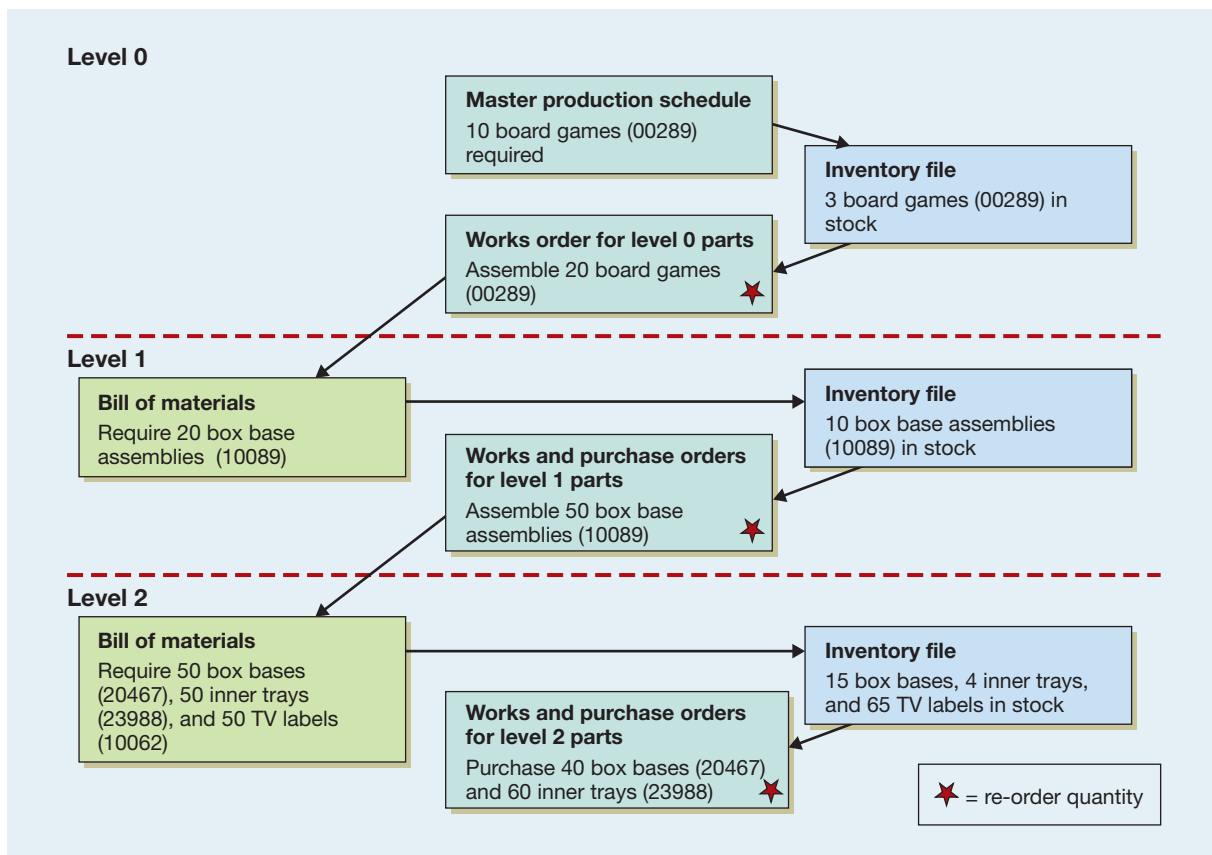 Level 0
Master production schedule
10 board games (00289)
required
Inventory file
3 board games (00289) in
stock
Works order for level 0 parts
Assemble 20 board games
(00289)
Level 1
Bill of materials
Require 20 box base
assemblies (10089)
Inventory file
10 box base assemblies
(10089) in stock
Works and purchase orders
for level 1 parts
Assemble 50 box base
assemblies (10089)
Level 2
Bill of materials
Require 50 box bases
(20467), 50 inner trays
(23988), and 50 TV labels
(10062)
Inventory file
15 box bases, 4 inner trays,
and 65 TV labels in stock
Works and purchase orders
for level 2 parts
Purchase 40 box bases (20467)
and 60 inner trays (23988)
= re-order quantity